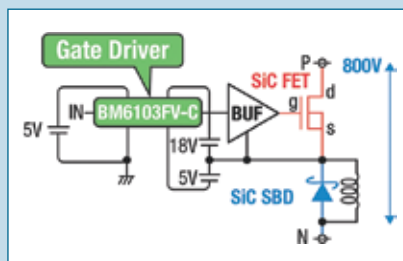 Gate Driver
SiC FET
P
800V
IN
BM6103FV-C
BUF
g
d
s
5V
18V
5V
SiC SBD
N